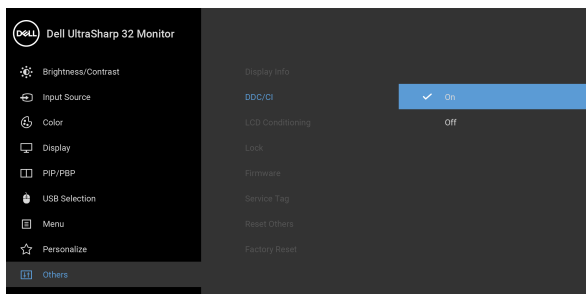 DELL Dell UltraSharp 32 Monitor
Brightness/Contrast
Input Source
Color
Display
PIP/PBP
USB Selection
Menu
Personalize
Others
Display Info
DDC/CI
LCD Conditioning
Lock
Firmware
Service Tag
Reset Others
Factory Reset
On
Off